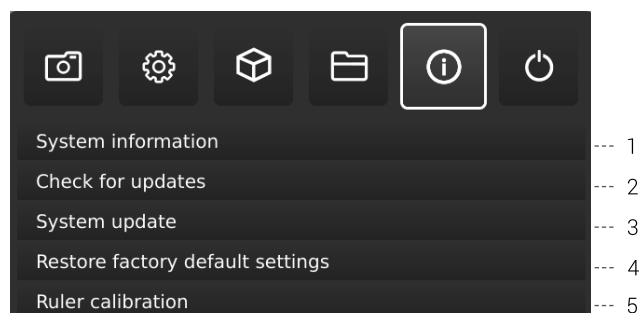 System information
--- 1
Check for updates
--- 2
System update
--- 3
Restore factory default settings
--- 4
Ruler calibration
--- 5